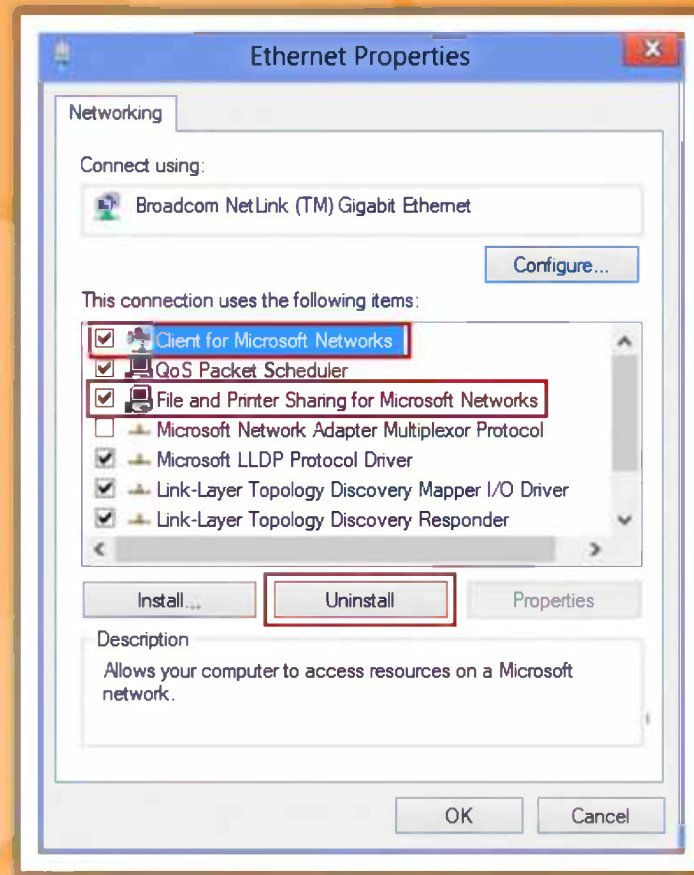 Ethernet Properties
Networking
Connect using:
Broadcom NetLink (TM) Gigabit Ethernet
Configure...
This connection uses the following items:
Client for Microsoft Networks
QoS Packet Scheduler
File and Printer Sharing for Microsoft Networks
Microsoft Network Adapter Multiplexor Protocol
Microsoft LLDP Protocol Driver
Link-Layer Topology Discovery Mapper I/O Driver
Link-Layer Topology Discovery Responder
Install...
Uninstall
Properties
Description
Allows your computer to access resources on a Microsoft
network.
OK
Cancel